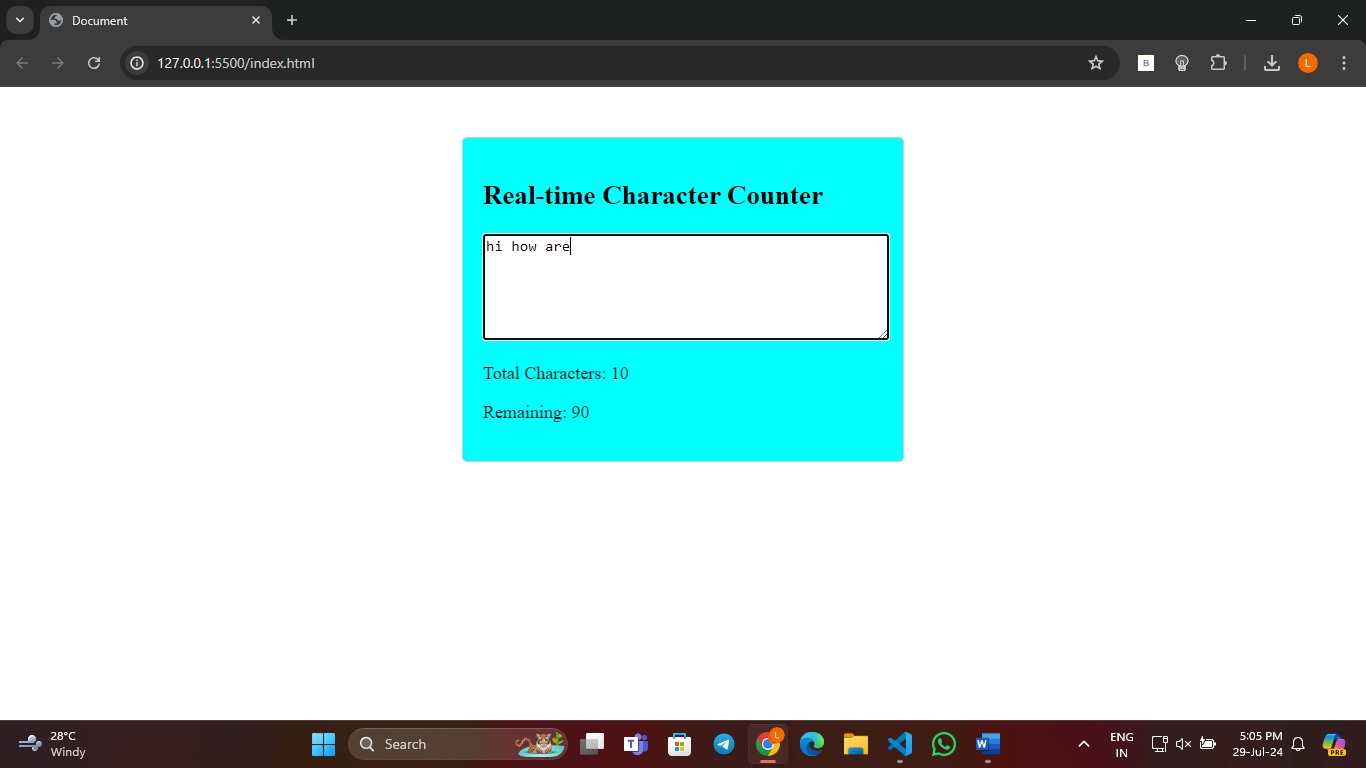 Document
127.0.0.1:5500/index.html
B
L
Real-time Character Counter
hi how are
Total Characters: 10
Remaining: 90
28°C
Windy
Search
L
ENG
IN
5:05 PM
29-Jul-24
PRE